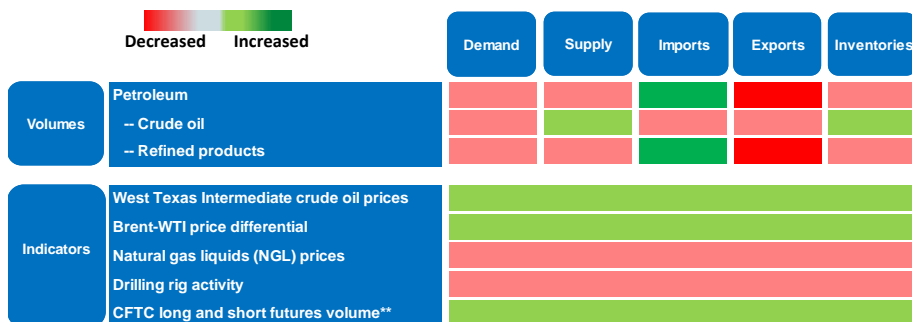 Decreased Increased
Demand Supply Imports Exports Inventories
Volumes
Petroleum
-- Crude oil
-- Refined products
Indicators
West Texas Intermediate crude oil prices
Brent-WTI price differential
Natural gas liquids (NGL) prices
Drilling rig activity
CFTC long and short futures volume**